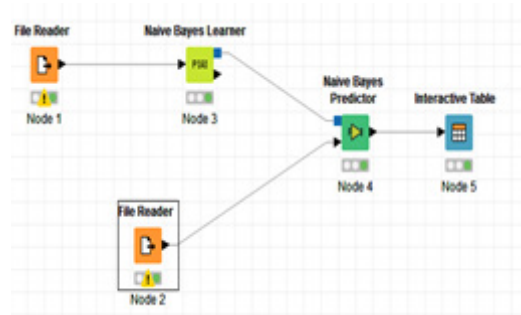 File Reader
Naive Bayes Learner
Node 1
Node 3
Naive Bayes
Predictor
Interactive Table
Node 4
Node 5
File Reader
Node 2